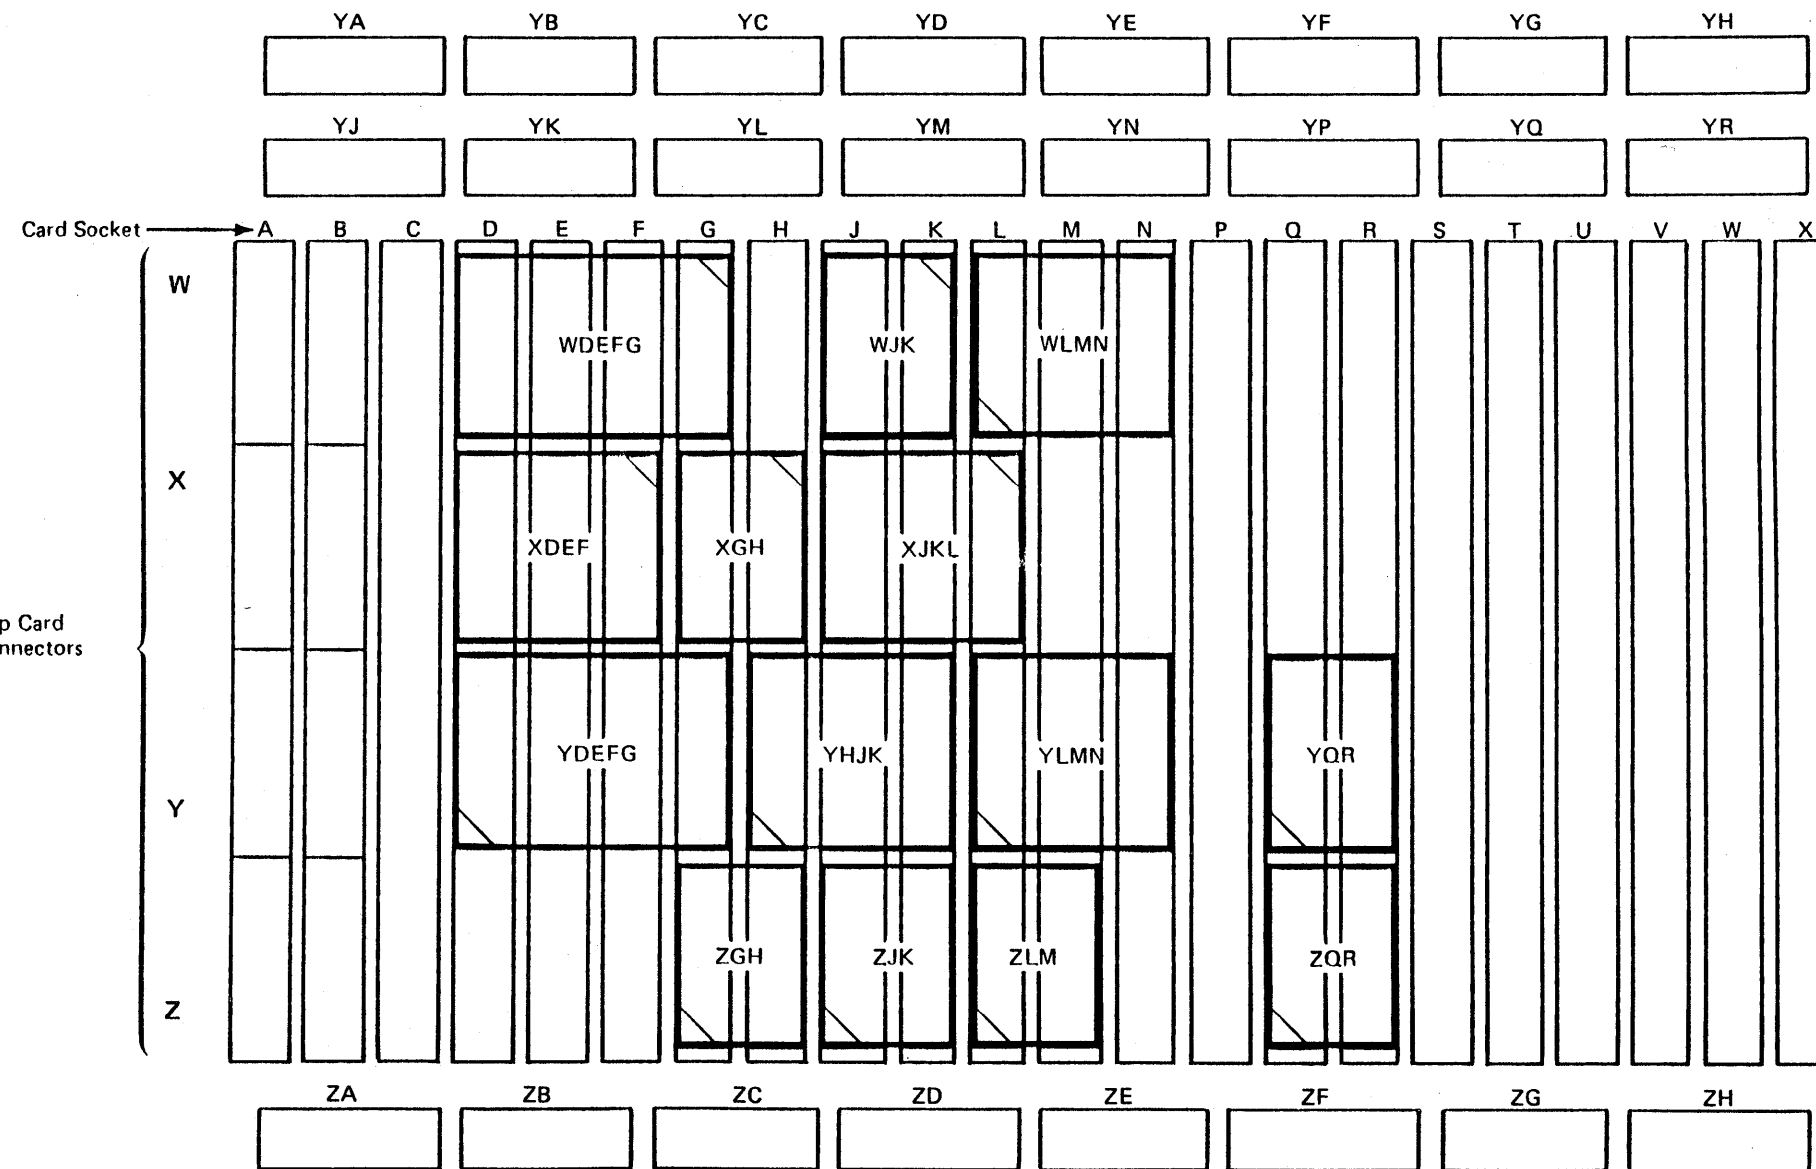 YA YB YC YD YE YF YG YH
YJ YK YL YM YN YP YQ YR
Card Socket A B C D E F G H J K L M N P Q R S T U V W X
W
WDEFG WJK WLMN
X
XDEF XGH XJKL
p Card
nnectors
YDEFG YHJK YLMN YQR
Y
ZGH ZJK ZLM ZQR
Z
ZA ZB ZC ZD ZE ZF ZG ZH